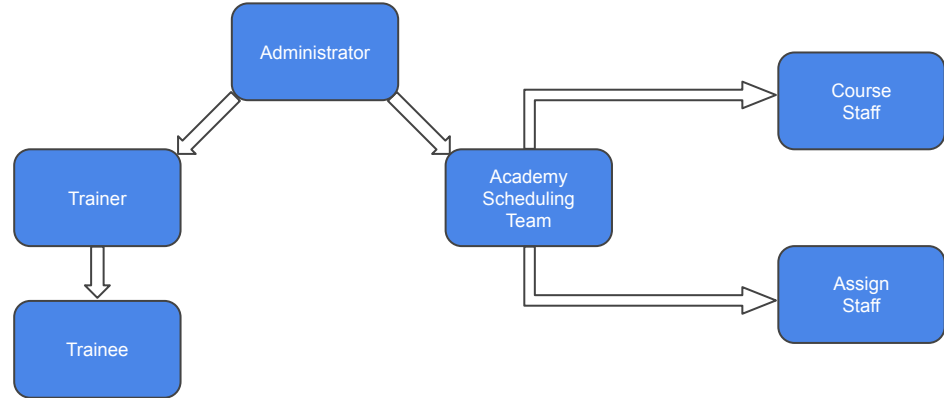 Administrator
Course
Staff
Trainer
Academy
Scheduling
Team
Assign
Staff
Trainee